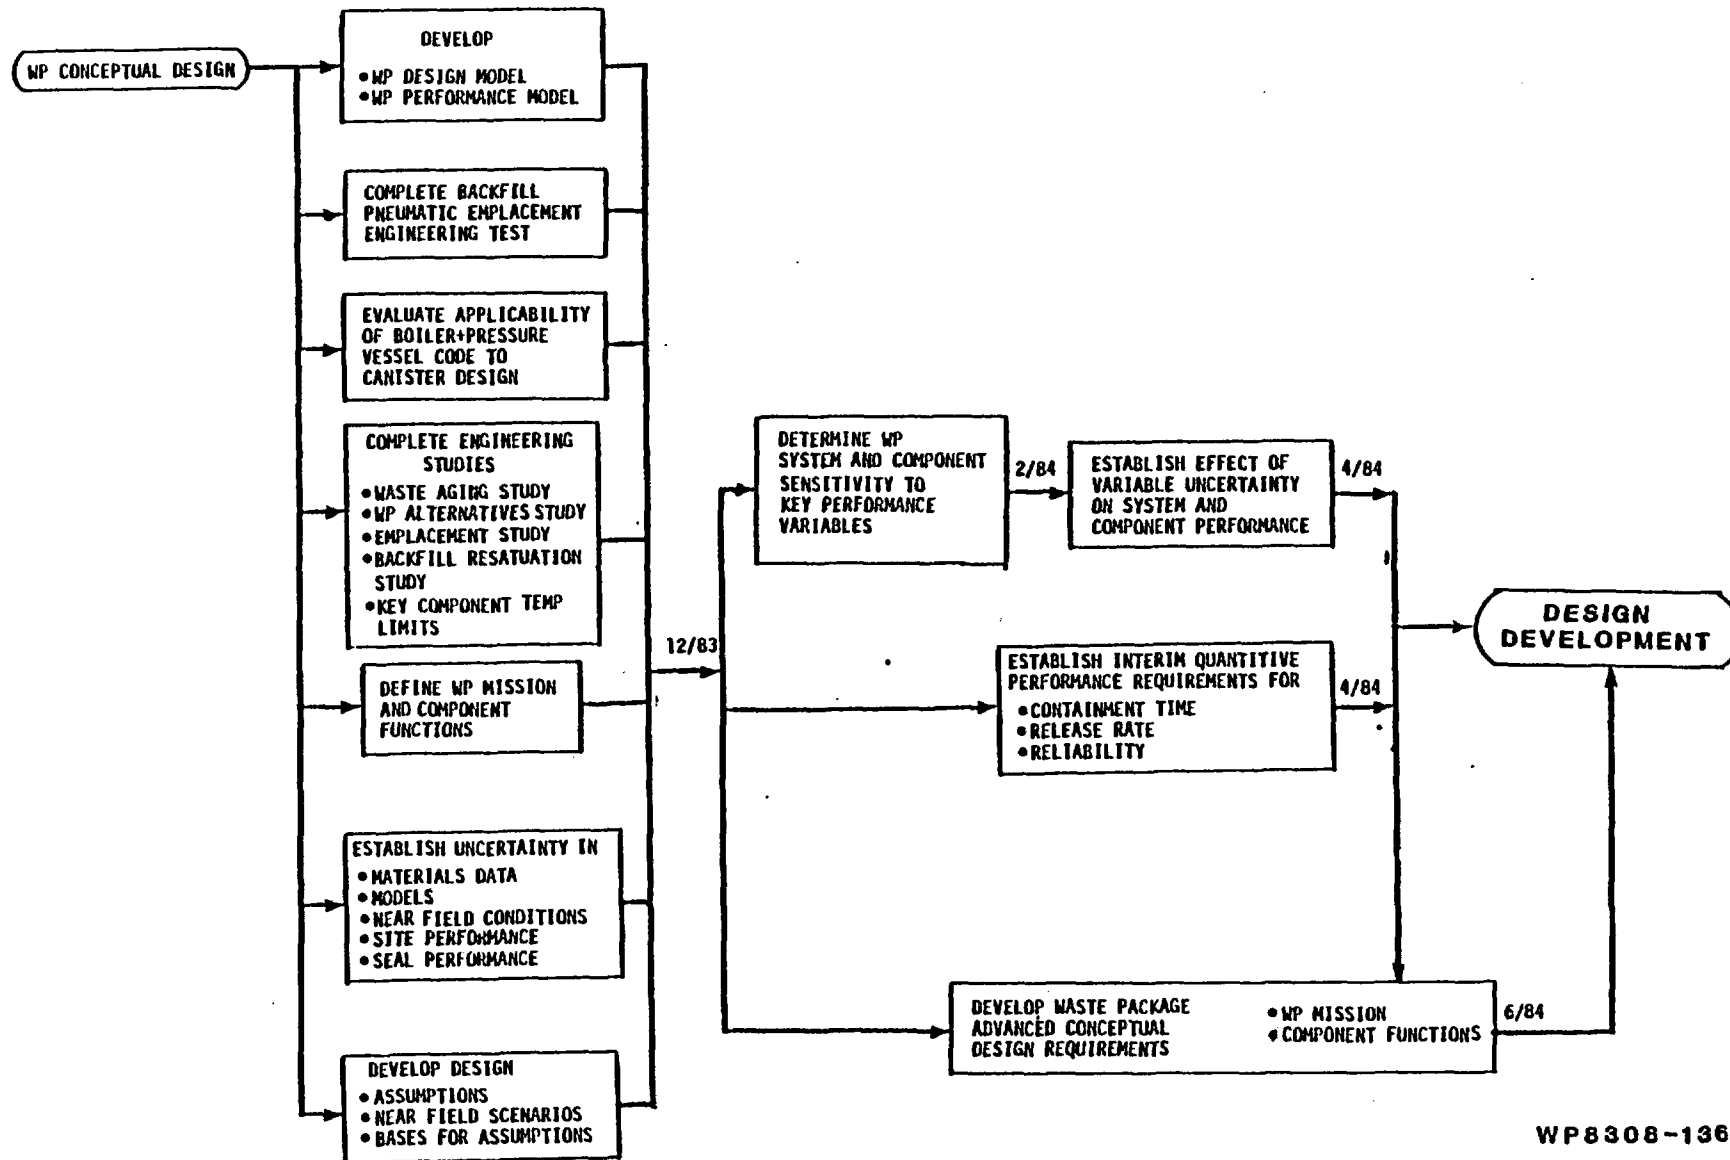 WP CONCEPTUAL DESIGN
DEVELOP
•WP DESIGN MODEL
•WP PERFORMANCE MODEL
COMPLETE BACKFILL
PNEUMATIC EMPLACEMENT
ENGINEERING TEST
EVALUATE APPLICABILITY
OF BOILER+PRESSURE
VESSEL CODE TO
CANISTER DESIGN
COMPLETE ENGINEERING
STUDIES
•WASTE AGING STUDY
•WP ALTERNATIVES STUDY
•EMPLACEMENT STUDY
•BACKFILL RESATUATION
STUDY
•KEY COMPONENT TEMP
LIMITS
DEFINE WP MISSION
AND COMPONENT
FUNCTIONS
ESTABLISH UNCERTAINTY IN
•MATERIALS DATA
•MODELS
•NEAR FIELD CONDITIONS
•SITE PERFORMANCE
•SEAL PERFORMANCE
DEVELOP DESIGN
•ASSUMPTIONS
•NEAR FIELD SCENARIOS
•BASES FOR ASSUMPTIONS
12/83
DETERMINE WP
SYSTEM AND COMPONENT
SENSITIVITY TO
KEY PERFORMANCE
VARIABLES
2/84
ESTABLISH EFFECT OF
VARIABLE UNCERTAINTY
ON SYSTEM AND
COMPONENT PERFORMANCE
4/84
ESTABLISH INTERIM QUANTITIVE
PERFORMANCE REQUIREMENTS FOR
•CONTAINMENT TIME
•RELEASE RATE
•RELIABILITY
4/84
DEVELOP WASTE PACKAGE
ADVANCED CONCEPTUAL
DESIGN REQUIREMENTS
•WP MISSION
•COMPONENT FUNCTIONS
6/84
DESIGN
DEVELOPMENT
WP8308-136